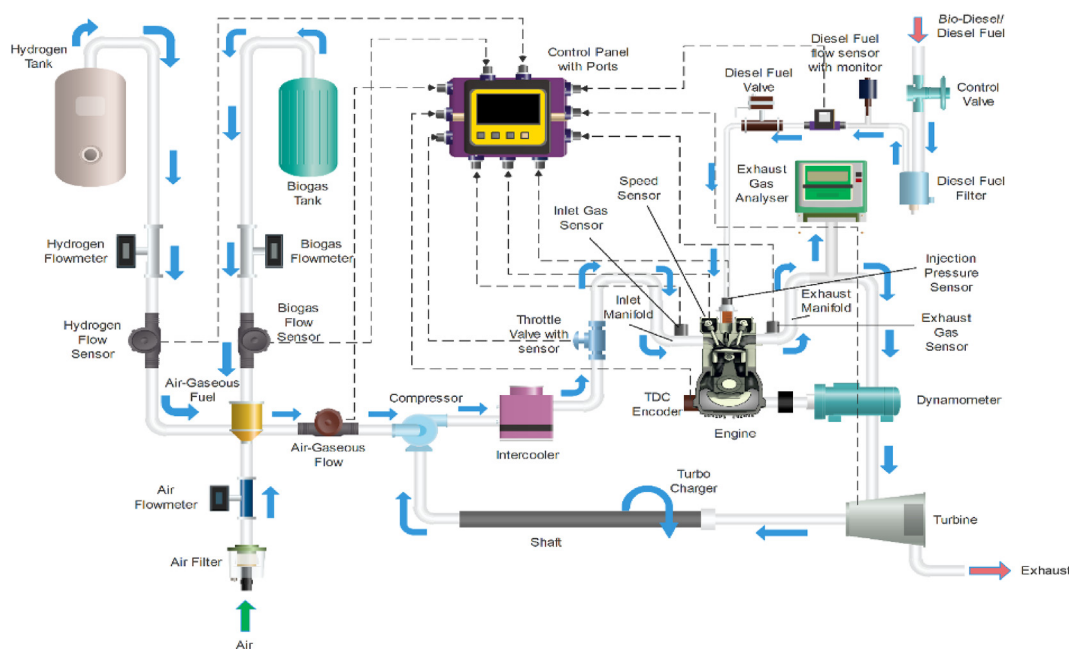 Hydrogen
Tank
Biogas
Tank
Control Panel
with Ports
Diesel Fuel
Valve
Diesel Fuel
flow sensor
with monitor
Bio-Diesel/
Diesel Fuel
Control
Valve
Diesel Fuel
Filter
Exhaust
Gas
Analyser
Speed
Sensor
Inlet Gas
Sensor
Hydrogen
Flowmeter
Biogas
Flowmeter
Injection
Pressure
Sensor
Inlet
Manifold
Exhaust
Manifold
Exhaust
Gas
Sensor
Hydrogen
Flow
Sensor
Biogas
Flow
Sensor
Throttle
Valve with
sensor
Air-Gaseous
Fuel
Compressor
TDC
Encoder
Engine
Dynamometer
Air-Gaseous
Flow
Intercooler
Air
Flowmeter
Turbo
Charger
Shaft
Turbine
Air Filter
Exhaust
Air